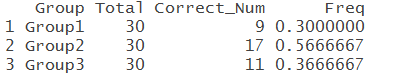 Group Total Correct_Num Freq
1 Group1 30 9 0.3000000
2 Group2 30 17 0.5666667
3 Group3 30 11 0.3666667